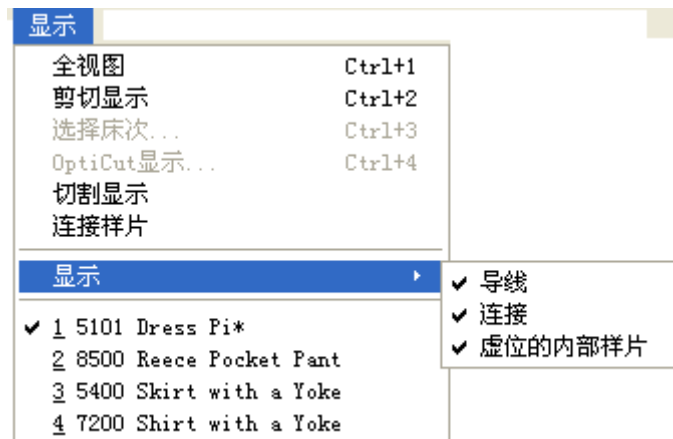 显示
全视图 Ctrl+1
剪切显示 Ctrl+2
选择床次... Ctrl+3
OptiCut显示... Ctrl+4
切割显示
连接样片
显示
导线
连接
虚位的内部样片
1 5101 Dress Pi*
2 8500 Reece Pocket Pant
3 5400 Skirt with a Yoke
4 7200 Shirt with a Yoke